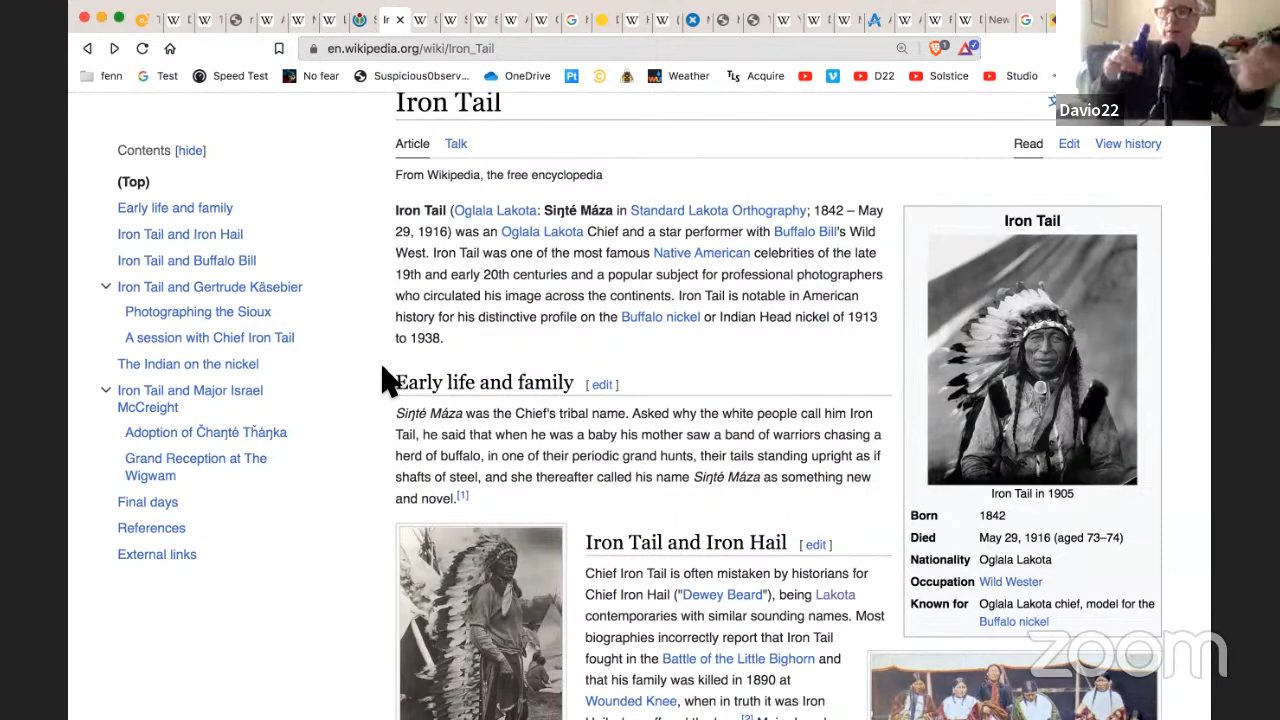 en.wikipedia.org/wiki/Iron_Tail
1
fenn
Test
Speed Test
No fear
Suspicious0bserv...
OneDrive
Weather
Acquire
D22
Solstice
Studio
Davio22
Iron Tail
Contents [hide]
(Top)
Early life and family
Iron Tail and Iron Hail
Iron Tail and Buffalo Bill
Iron Tail and Gertrude Käsebier
Photographing the Sioux
A session with Chief Iron Tail
The Indian on the nickel
Iron Tail and Major Israel
McCreight
Adoption of Čhaŋté Tȟáŋka
Grand Reception at The
Wigwam
Final days
References
External links
Article Talk
Read Edit View history
From Wikipedia, the free encyclopedia
Iron Tail (Oglala Lakota: Siŋté Máza in Standard Lakota Orthography; 1842 – May
29, 1916) was an Oglala Lakota Chief and a star performer with Buffalo Bill's Wild
West. Iron Tail was one of the most famous Native American celebrities of the late
19th and early 20th centuries and a popular subject for professional photographers
who circulated his image across the continents. Iron Tail is notable in American
history for his distinctive profile on the Buffalo nickel or Indian Head nickel of 1913
to 1938.
Early life and family [ edit ]
Siŋté Máza was the Chief's tribal name. Asked why the white people call him Iron
Tail, he said that when he was a baby his mother saw a band of warriors chasing a
herd of buffalo, in one of their periodic grand hunts, their tails standing upright as if
shafts of steel, and she thereafter called his name Siŋté Máza as something new
and novel.[1]
Iron Tail and Iron Hail [ edit ]
Chief Iron Tail is often mistaken by historians for
Chief Iron Hail ("Dewey Beard"), being Lakota
contemporaries with similar sounding names. Most
biographies incorrectly report that Iron Tail
fought in the Battle of the Little Bighorn and
that his family was killed in 1890 at
Wounded Knee, when in truth it was Iron
Iron Tail
Iron Tail in 1905
Born 1842
Died May 29, 1916 (aged 73–74)
Nationality Oglala Lakota
Occupation Wild Wester
Known for Oglala Lakota chief, model for the
Buffalo nickel
zoom